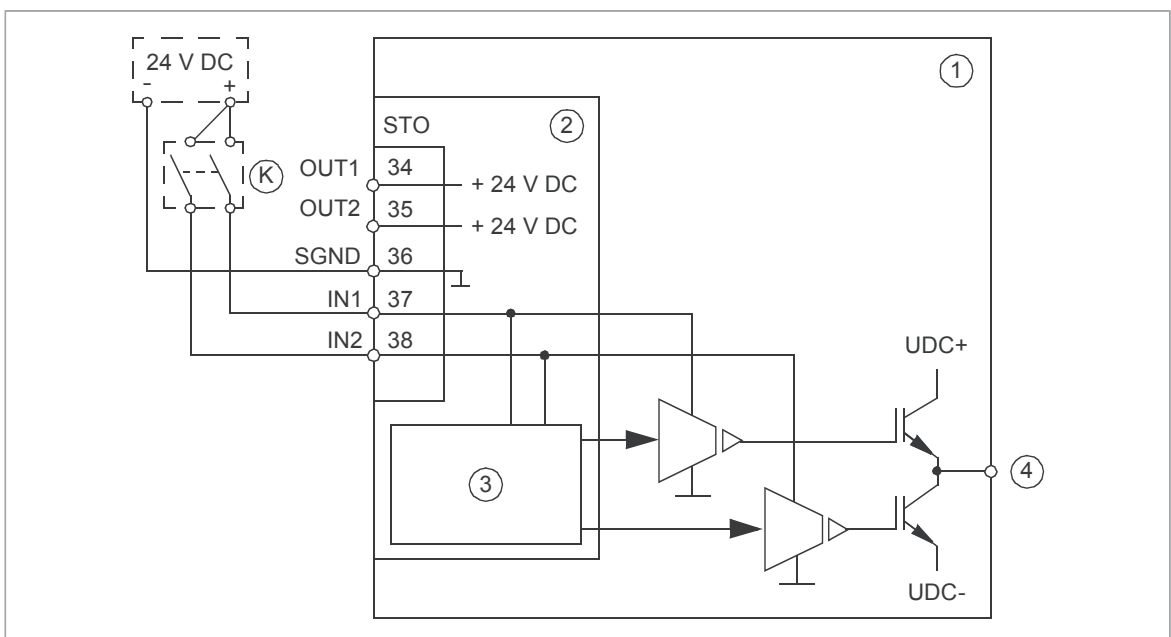 24 V DC
- +
1
STO
2
K
OUT1 34 + 24 V DC
OUT2 35 + 24 V DC
SGND 36
IN1 37
IN2 38
UDC+
3
4
UDC-